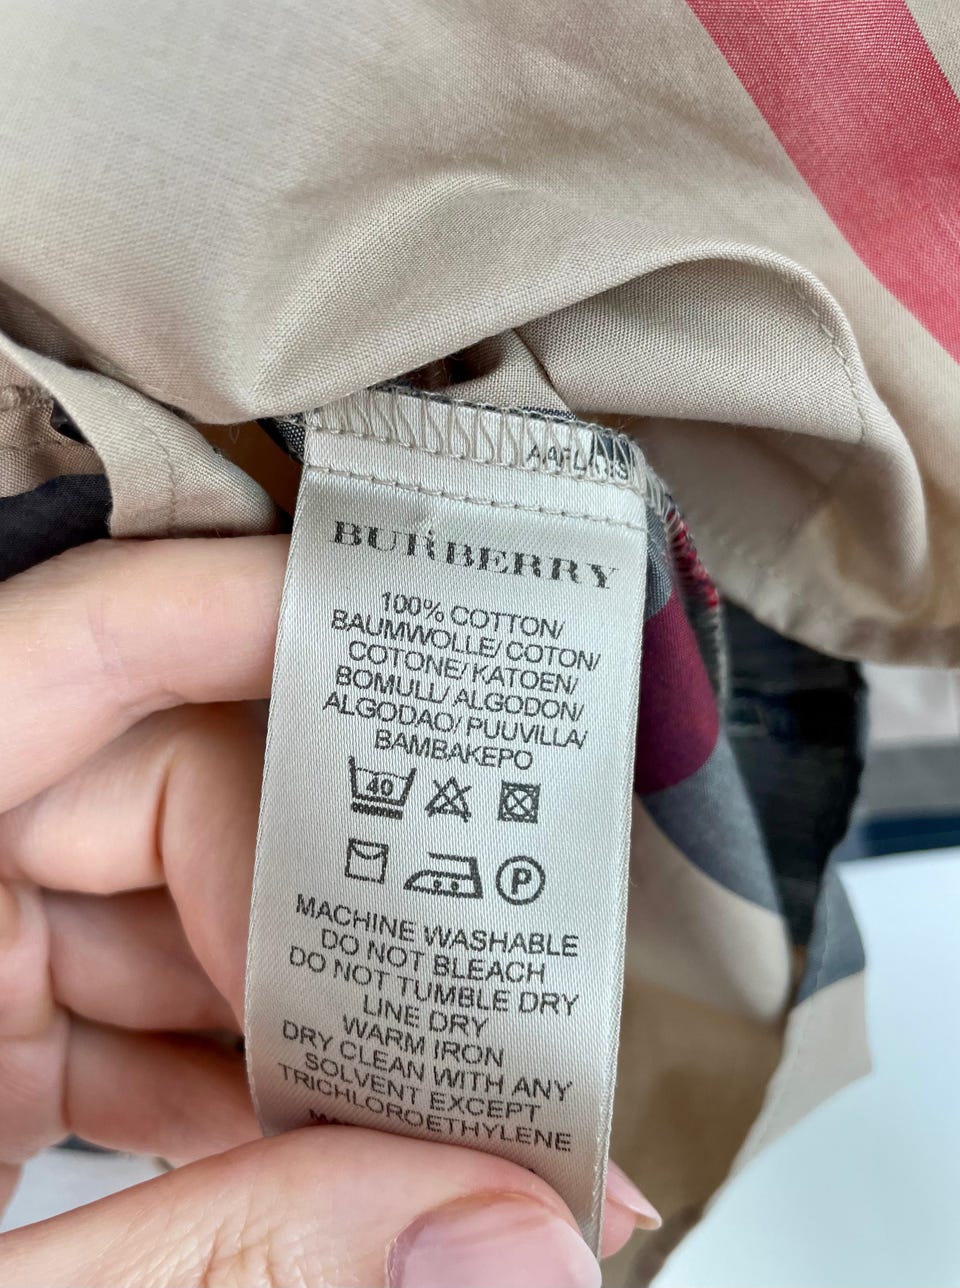 BURBERRY
100% COTTON/
BAUMWOLLE/ COTON/
COTONE/ KATOEN/
BOMULL/ ALGODON/
ALGODAO/ PUUVILLA/
BAMBAKEPO
40
P
MACHINE WASHABLE
DO NOT BLEACH
DO NOT TUMBLE DRY
LINE DRY
WARM IRON
DRY CLEAN WITH ANY
SOLVENT EXCEPT
TRICHLOROETHYLENE